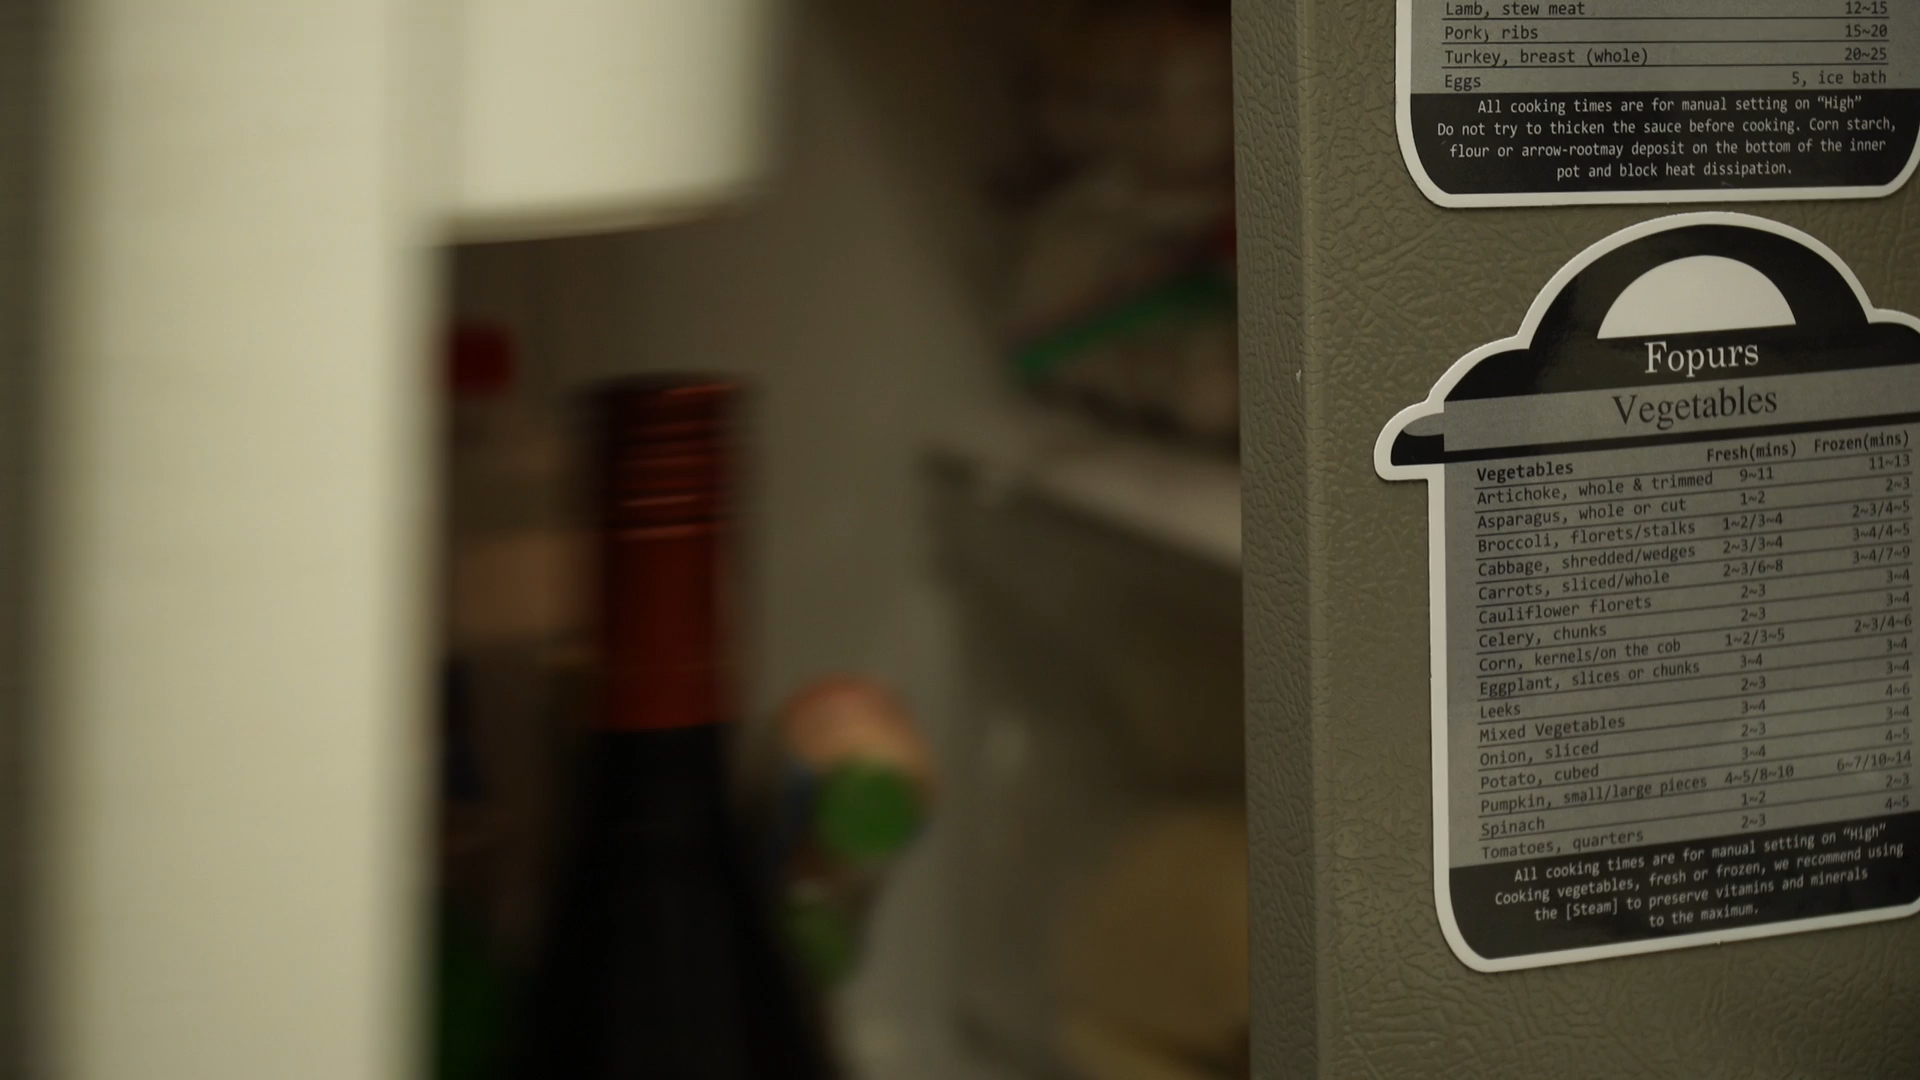 Lamb, stew meat 12~15
Pork, ribs 15~20
Turkey, breast (whole) 20~25
Eggs 5, ice bath
All cooking times are for manual setting on “High”
Do not try to thicken the sauce before cooking. Corn starch,
flour or arrow-rootmay deposit on the bottom of the inner
pot and block heat dissipation.
Fopurs
Vegetables
Vegetables Fresh(mins) Frozen(mins)
Artichoke, whole & trimmed 9~11 11~13
Asparagus, whole or cut 1~2 2~3
Broccoli, florets/stalks 1~2/3~4 2~3/4~5
Cabbage, shredded/wedges 2~3/3~4 3~4/4~5
Carrots, sliced/whole 2~3/6~8 3~4/7~9
Cauliflower florets 2~3 3~4
Celery, chunks 2~3 3~4
Corn, kernels/on the cob 1~2/3~5 2~3/4~6
Eggplant, slices or chunks 3~4 3~4
Leeks 2~3 3~4
Mixed Vegetables 3~4 4~6
Onion, sliced 2~3 3~4
Potato, cubed 3~4 4~5
Pumpkin, small/large pieces 4~5/8~10 6~7/10~14
Spinach 1~2 2~3
Tomatoes, quarters 2~3 4~5
All cooking times are for manual setting on “High”
Cooking vegetables, fresh or frozen, we recommend using
the [Steam] to preserve vitamins and minerals
to the maximum.